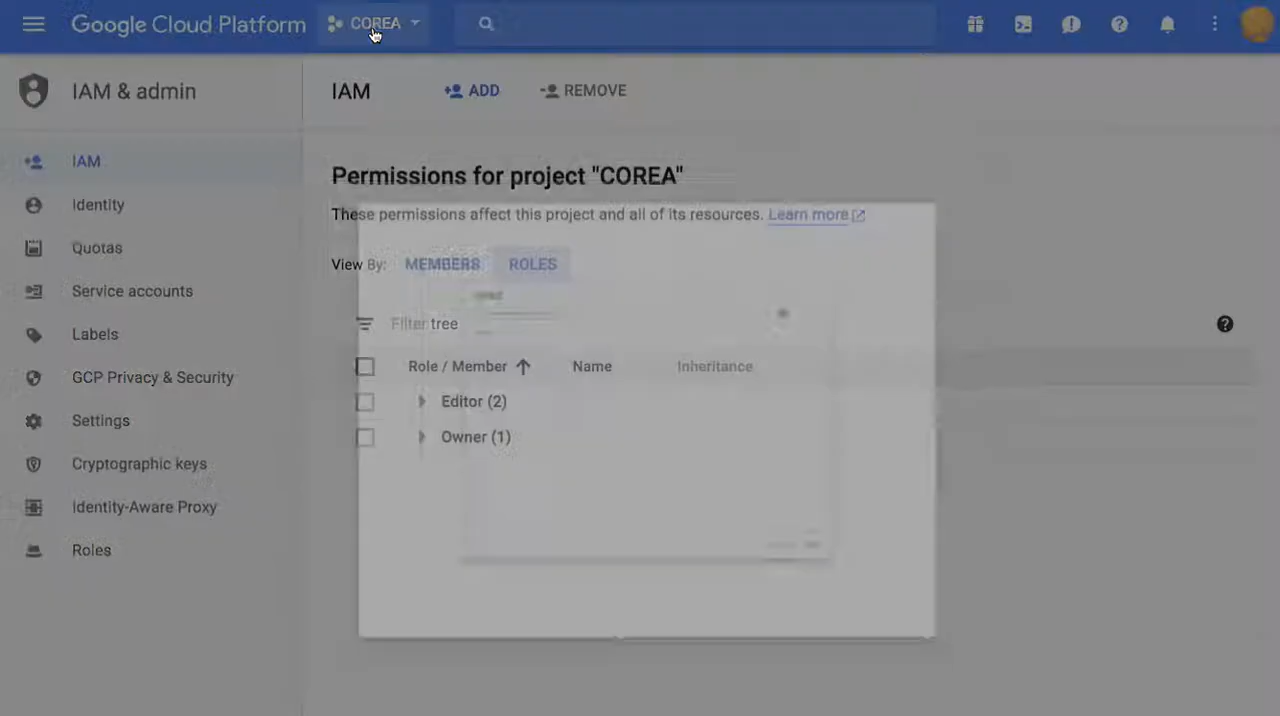 Google Cloud Platform COREA
IAM & admin
IAM ADD REMOVE
IAM
Identity
Quotas
Service accounts
Labels
GCP Privacy & Security
Settings
Cryptographic keys
Identity-Aware Proxy
Roles
Permissions for project "COREA"
These permissions affect this project and all of its resources. Learn more
View By: MEMBERS ROLES
Filter tree
Role / Member Name Inheritance
Editor (2)
Owner (1)